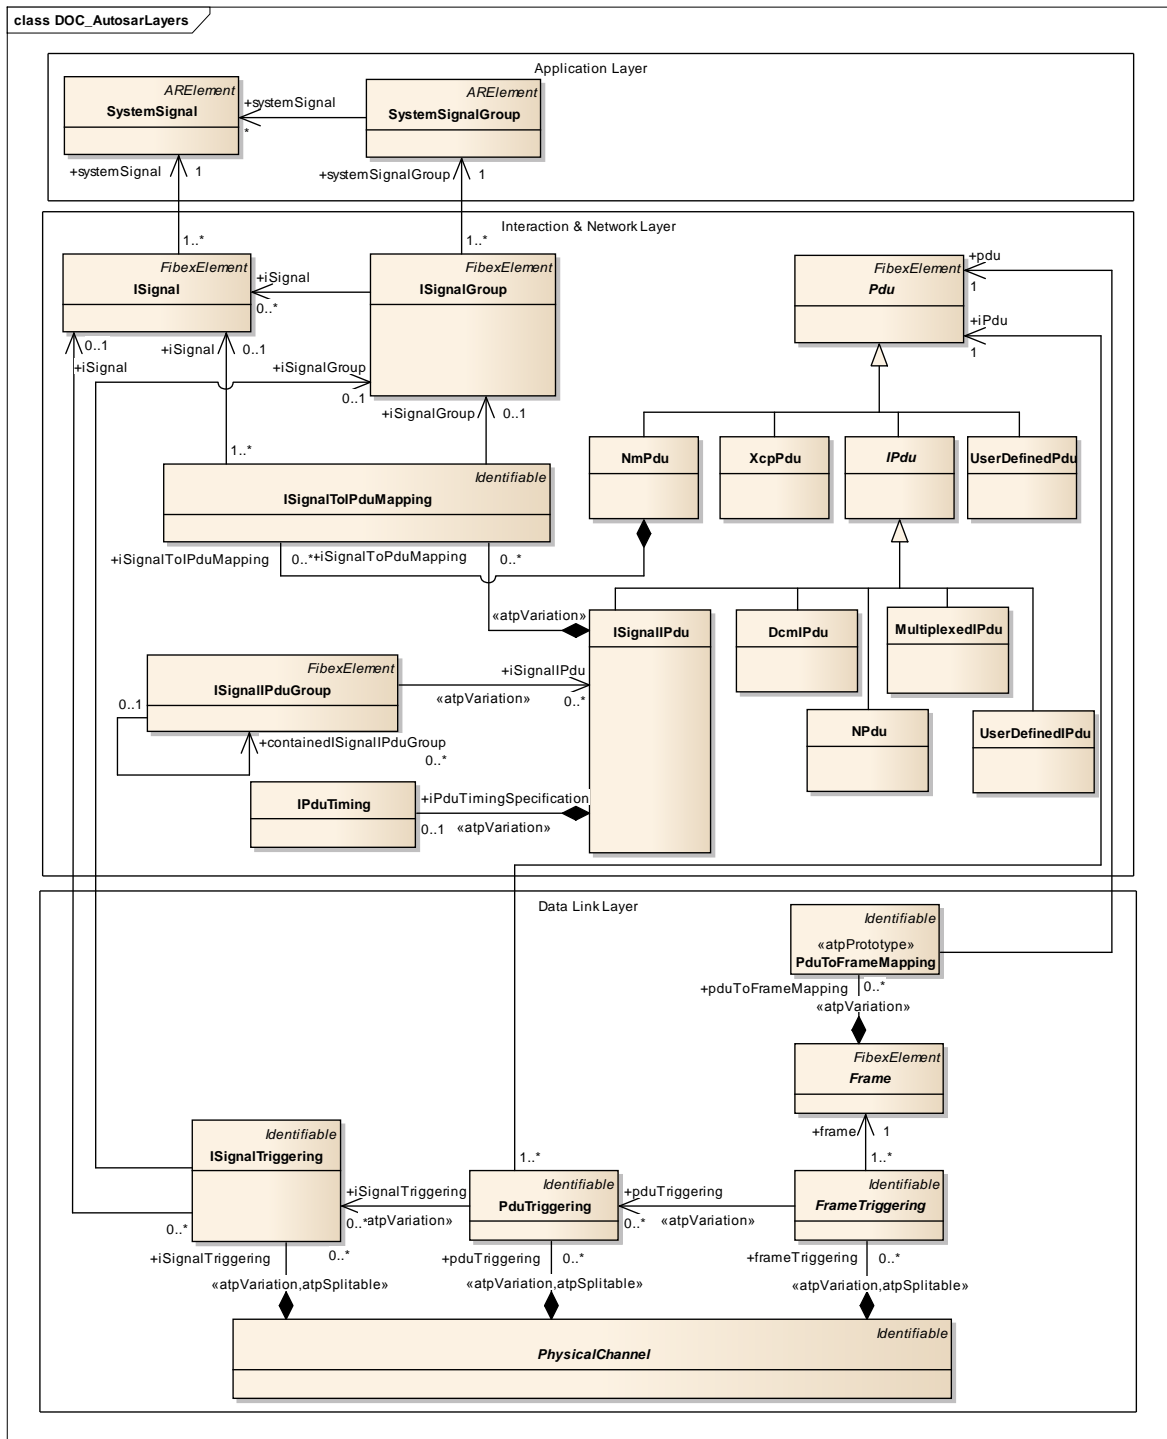 class DOC_AutosarLayers
Application Layer
ARElement
SystemSignal
ARElement
SystemSignalGroup
+systemSignal
*
+systemSignal
1
+systemSignalGroup
1
Interaction & Network Layer
1..*
1..*
FibexElement
ISignal
+iSignal
0..*
FibexElement
ISignalGroup
FibexElement
Pdu
+pdu
1
+iPdu
1
0..1
+iSignal
+iSignal
0..1
+iSignalGroup
0..1
+iSignalGroup
0..1
1..*
Identifiable
ISignalToIPduMapping
NmPdu
XcpPdu
IPdu
UserDefinedPdu
+iSignalToIPduMapping
0..*
+iSignalToPduMapping
0..*
«atpVariation»
ISignalIPdu
DcmIPdu
MultiplexedIPdu
NPdu
UserDefinedIPdu
FibexElement
ISignalIPduGroup
+iSignalIPdu
«atpVariation»
0..*
0..1
+containedISignalIPduGroup
0..*
IPduTiming
+iPduTimingSpecification
0..1
«atpVariation»
Data Link Layer
Identifiable
«atpPrototype»
PduToFrameMapping
+pduToFrameMapping
0..*
«atpVariation»
FibexElement
Frame
+frame
1
1..*
1..*
Identifiable
ISignalTriggering
+iSignalTriggering
0..*
«atpVariation»
Identifiable
PduTriggering
+pduTriggering
0..*
«atpVariation»
Identifiable
FrameTriggering
0..*
+iSignalTriggering
0..*
«atpVariation,atpSplitable»
+pduTriggering
0..*
«atpVariation,atpSplitable»
+frameTriggering
0..*
«atpVariation,atpSplitable»
Identifiable
PhysicalChannel